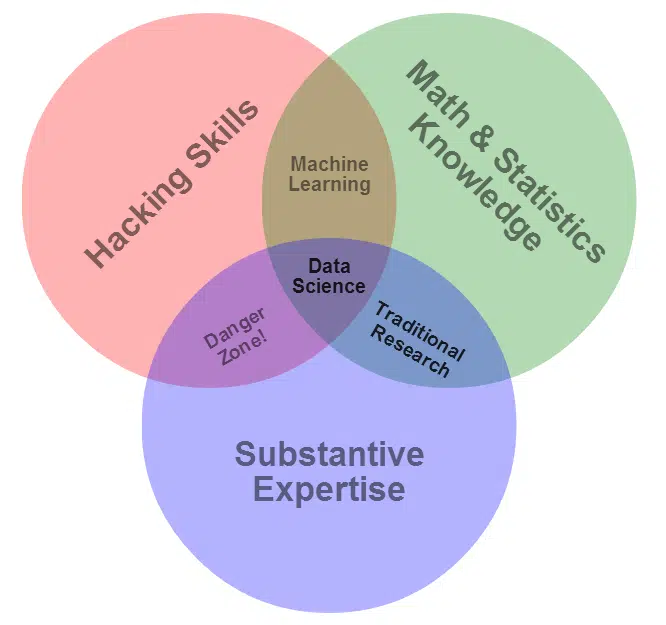 Hacking Skills
Math & Statistics
Knowledge
Machine
Learning
Data
Science
Danger
Zone!
Traditional
Research
Substantive
Expertise